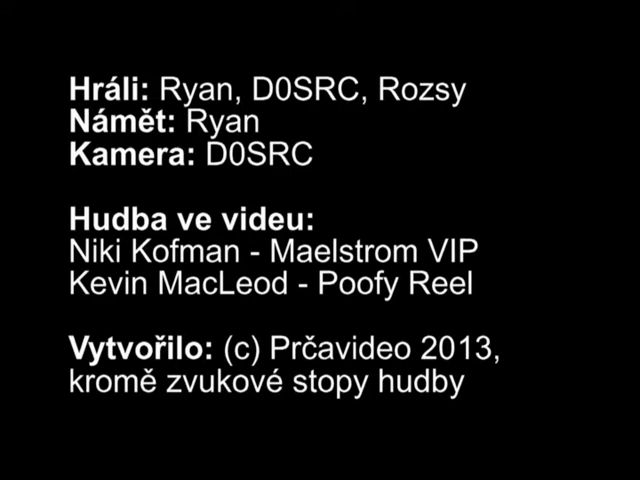 Hráli: Ryan, D0SRC, Rozsy
Námět: Ryan
Kamera: D0SRC
Hudba ve videu:
Niki Kofman - Maelstrom VIP
Kevin MacLeod - Poofy Reel
Vytvořilo: (c) Prčavideo 2013,
kromě zvukové stopy hudby